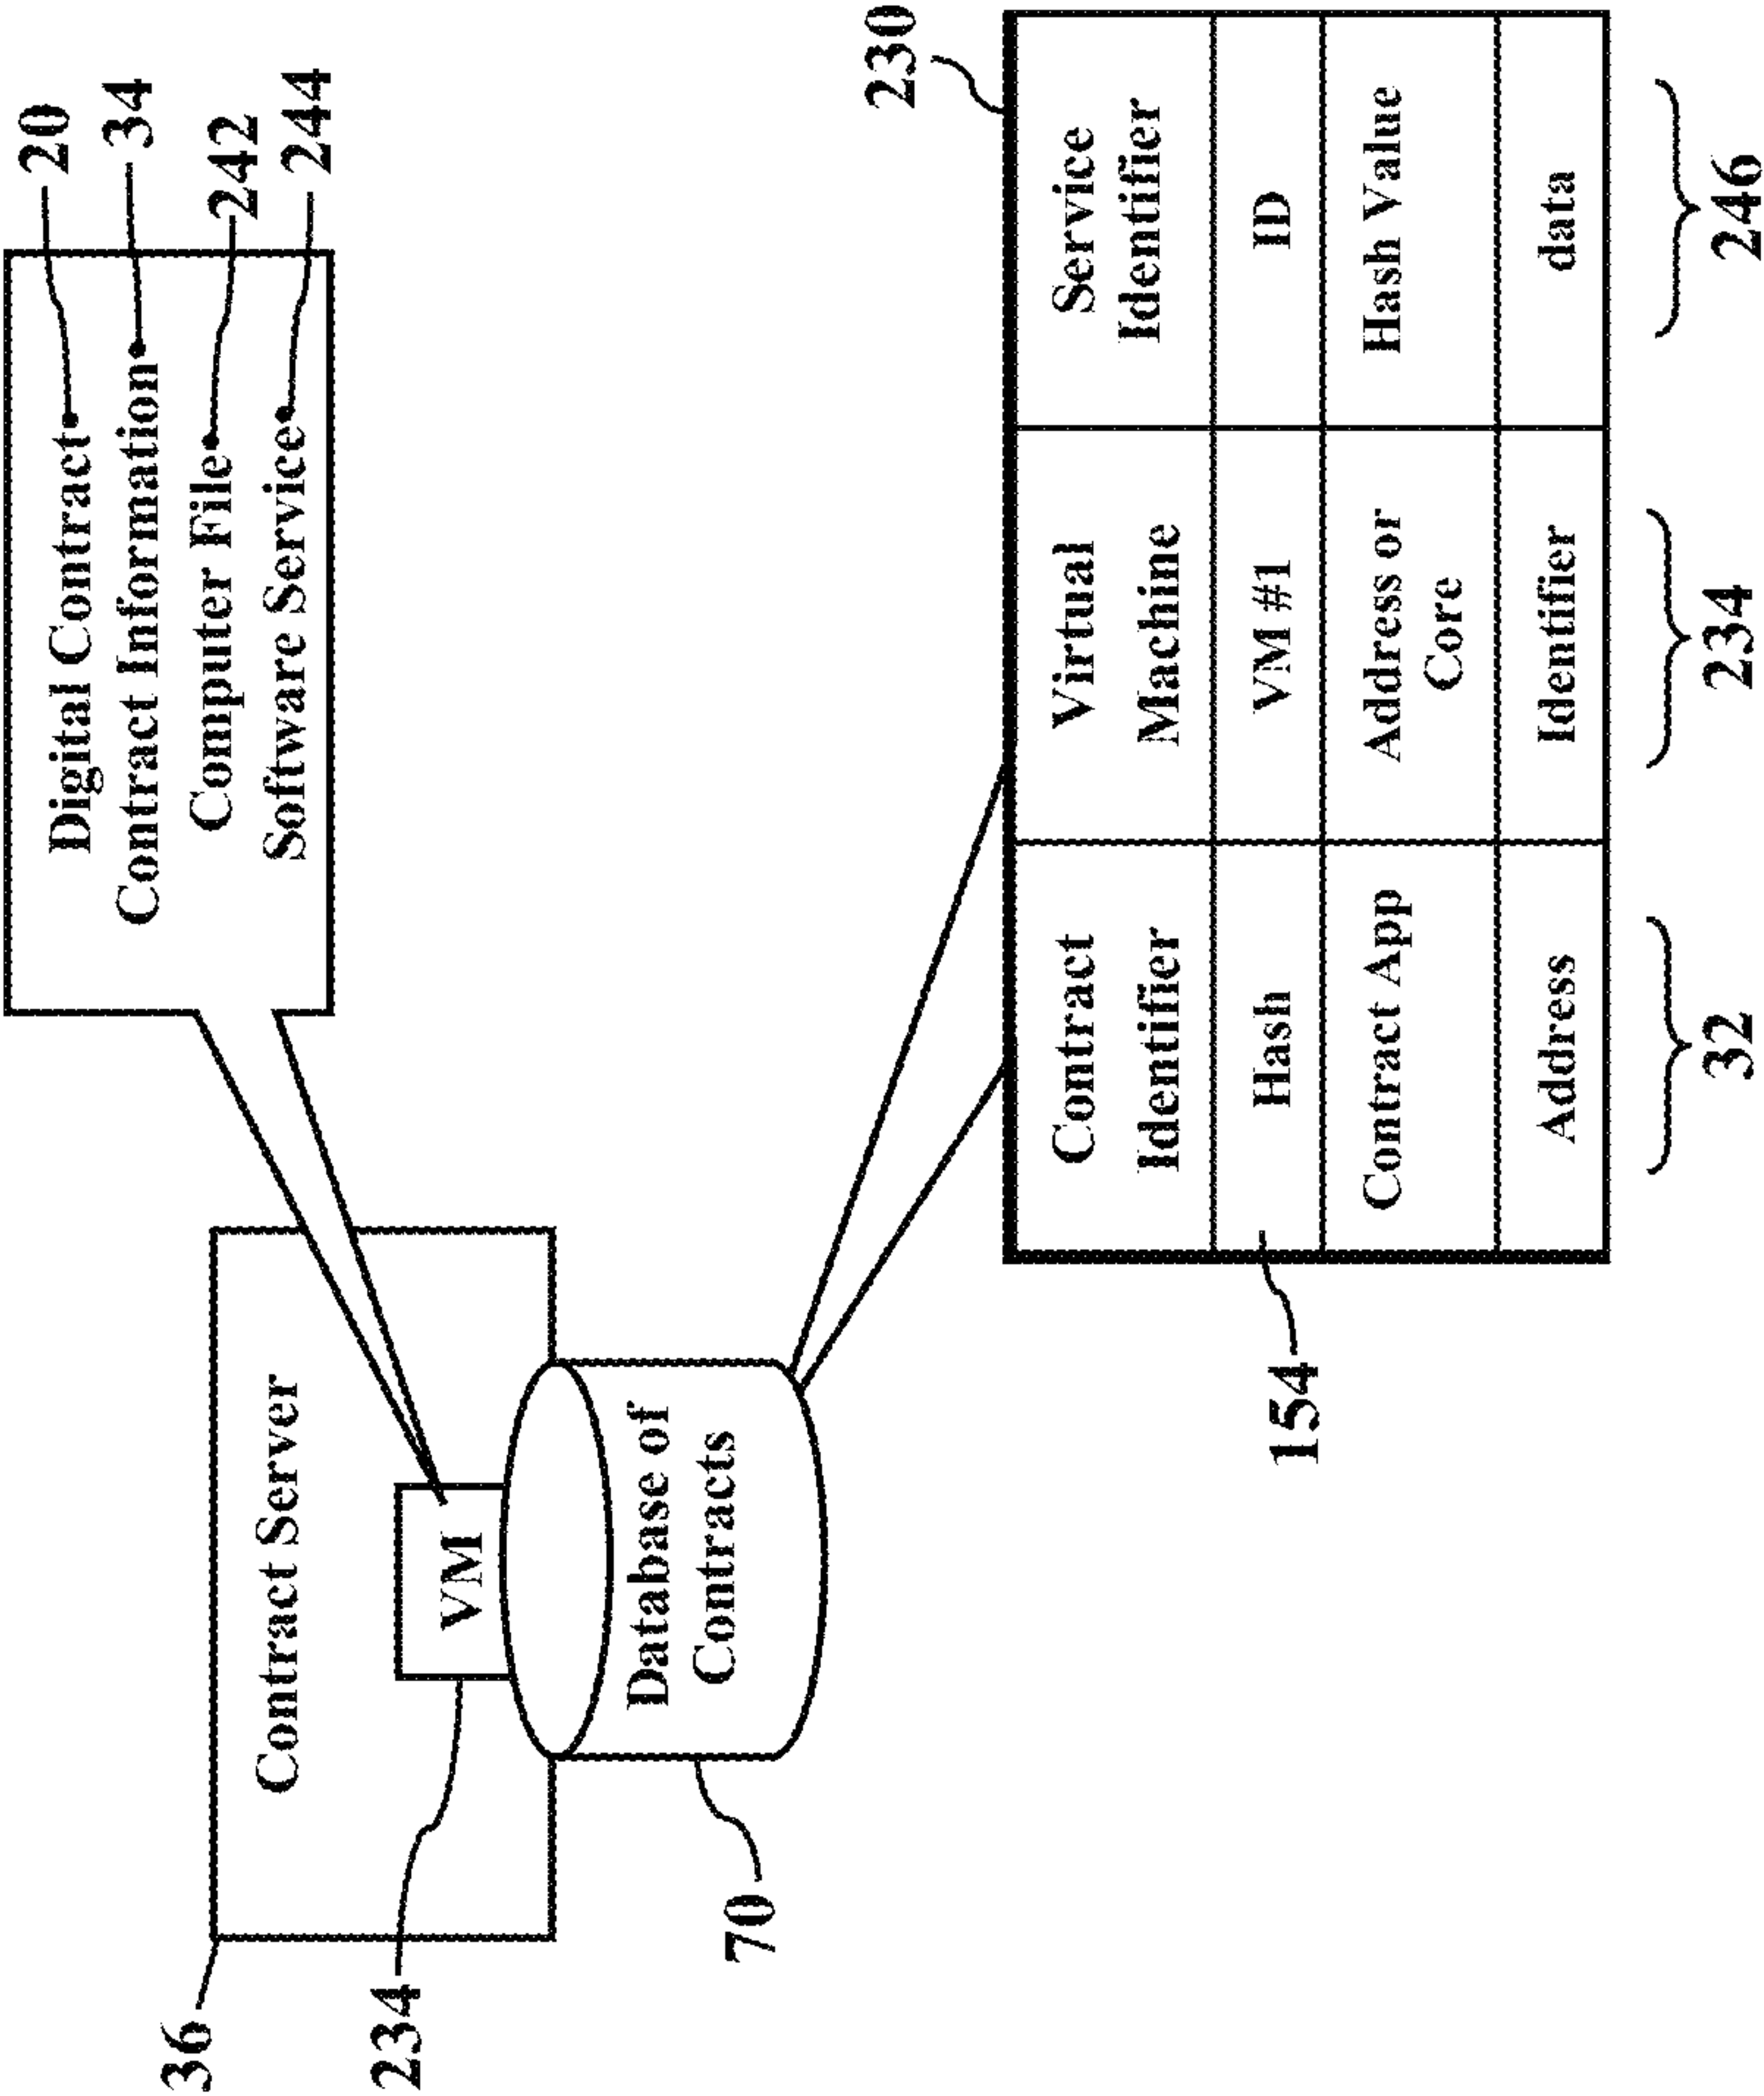 20
Digital Contract
34
Contract Information
242
Computer File
244
Software Service
36
Contract Server
234
VM
70
Database of
Contracts
230
Contract
Identifier
Virtual
Machine
Service
Identifier
154
Hash
VM #1
ID
Contract App
Address or
Core
Hash Value
Address
Identifier
data
32
234
246